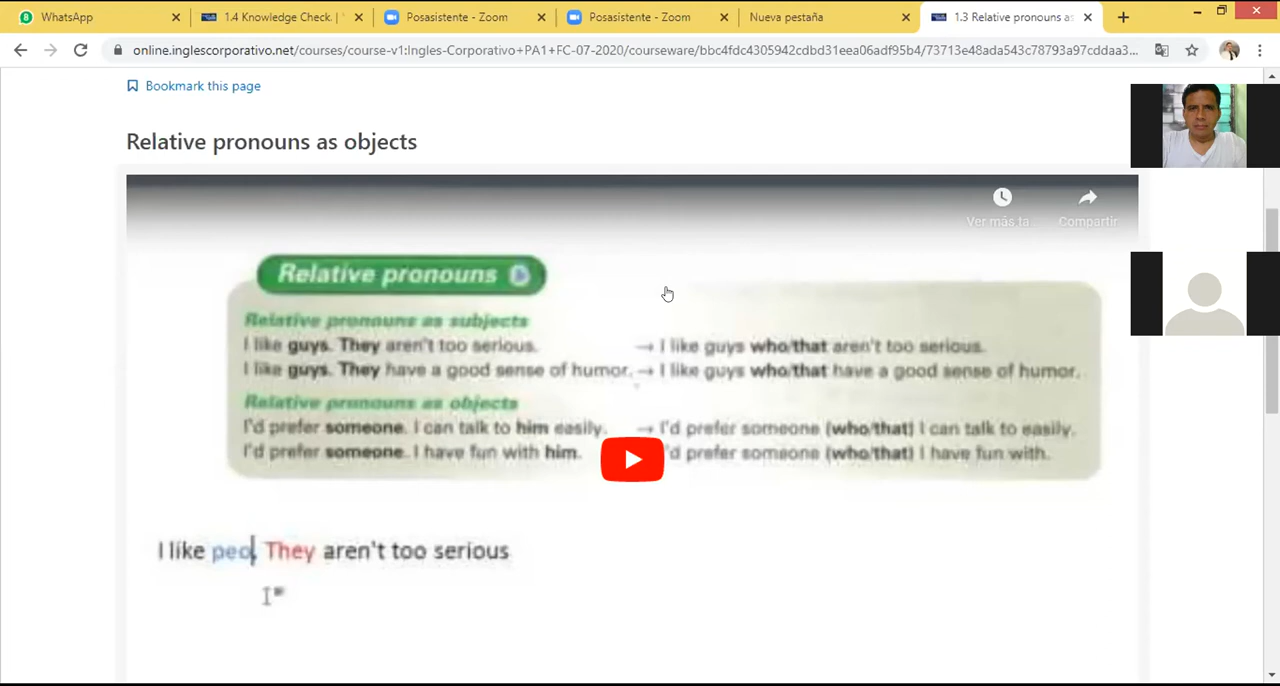 WhatsApp
1.4 Knowledge Check. |
Posasistente - Zoom
Posasistente - Zoom
Nueva pestaña
1.3 Relative pronouns as
online.inglescorporativo.net/courses/course-v1:Ingles-Corporativo+PA1+FC-07-2020/courseware/bbc4fdc4305942cdbd31eea06adf95b4/73713e48ada543c78793a97cddaa3...
Bookmark this page
Relative pronouns as objects
Ver más ta...
Compartir
Relative pronouns
Relative pronouns as subjects
I like guys. They aren't too serious. → I like guys who/that aren't too serious.
I like guys. They have a good sense of humor. → I like guys who/that have a good sense of humor.
Relative pronouns as objects
I'd prefer someone. I can talk to him easily. → I'd prefer someone (who/that) I can talk to easily.
I'd prefer someone. I have fun with him. 'd prefer someone (who/that) I have fun with.
I like peo. They aren't too serious